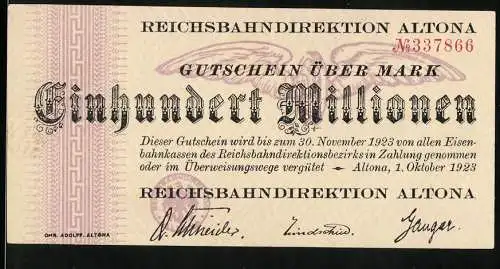 REICHSBAHNDIREKTION ALTONA
№337866
GUTSCHEIN ÜBER MARK
Einhundert Millionen
Dieser Gutschein wird bis zum 30. November 1923 von allen Eisen-
bahnkassen des Reichsbahndirektionsbezirks in Zahlung genommen
oder im Überweisungswege vergütet — Altona, 1. Oktober 1923
REICHSBAHNDIREKTION ALTONA
CHR. ADOLFF, ALTONA